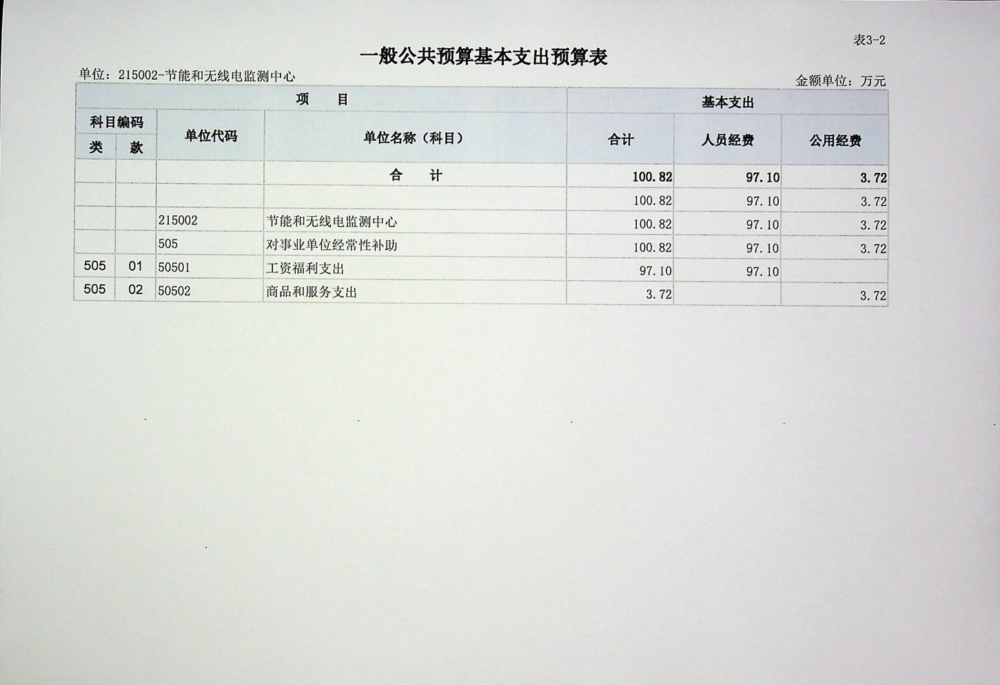 表3-2
一般公共预算基本支出预算表
单位：215002-节能和无线电监测中心 金额单位：万元
项 目 基本支出
科目编码 单位代码 单位名称（科目） 合计 人员经费 公用经费
类 款
合 计 100.82 97.10 3.72
100.82 97.10 3.72
215002 节能和无线电监测中心 100.82 97.10 3.72
505 对事业单位经常性补助 100.82 97.10 3.72
505 01 50501 工资福利支出 97.10 97.10
505 02 50502 商品和服务支出 3.72 3.72